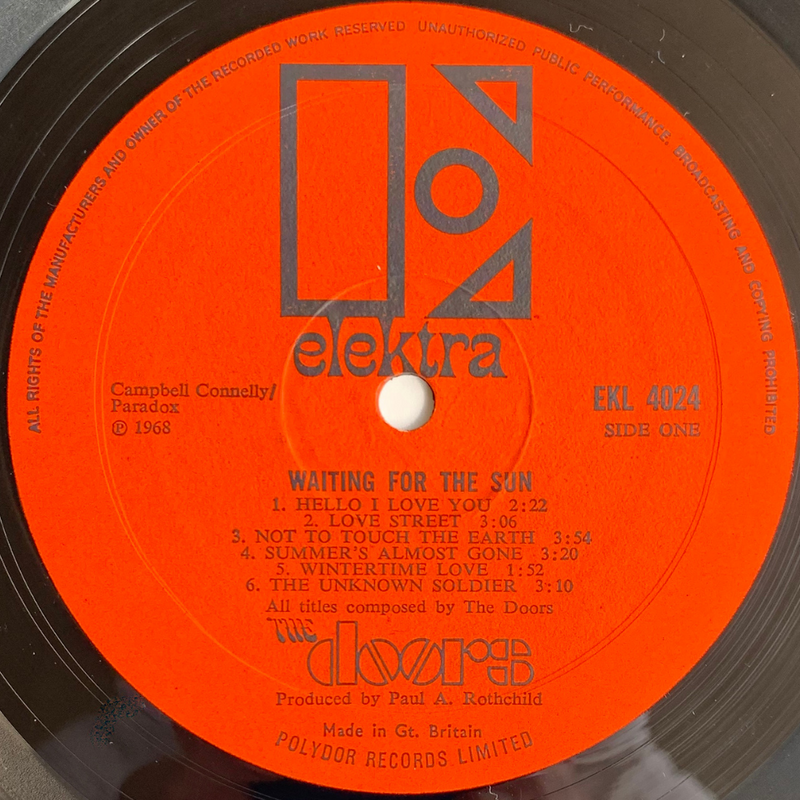 ALL RIGHTS OF THE MANUFACTURERS AND OWNER OF THE RECORDED WORK RESERVED UNAUTHORIZED PUBLIC PERFORMANCE, BROADCASTING AND COPYING PROHIBITED
elektra
Campbell Connelly/
Paradox
℗ 1968
EKL 4024
SIDE ONE
WAITING FOR THE SUN
1. HELLO I LOVE YOU 2:22
2. LOVE STREET 3:06
3. NOT TO TOUCH THE EARTH 3:54
4. SUMMER'S ALMOST GONE 3:20
5. WINTERTIME LOVE 1:52
6. THE UNKNOWN SOLDIER 3:10
All titles composed by The Doors
THE doors
Produced by Paul A. Rothchild
Made in Gt. Britain
POLYDOR RECORDS LIMITED